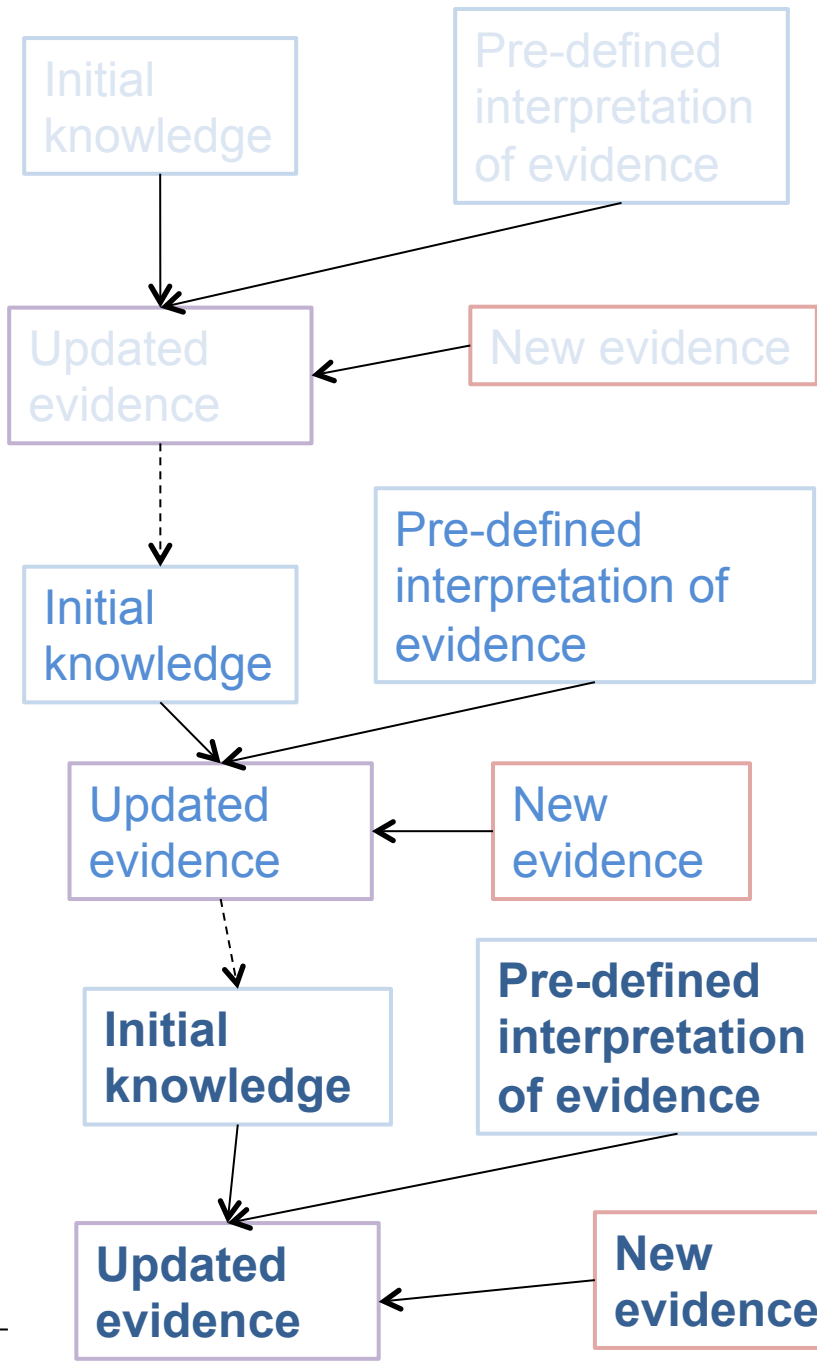 Initial
knowledge
Pre-defined
interpretation
of evidence
Updated
evidence
New evidence
Initial
knowledge
Pre-defined
interpretation of
evidence
Updated
evidence
New
evidence
Initial
knowledge
Pre-defined
interpretation
of evidence
Updated
evidence
New
evidence